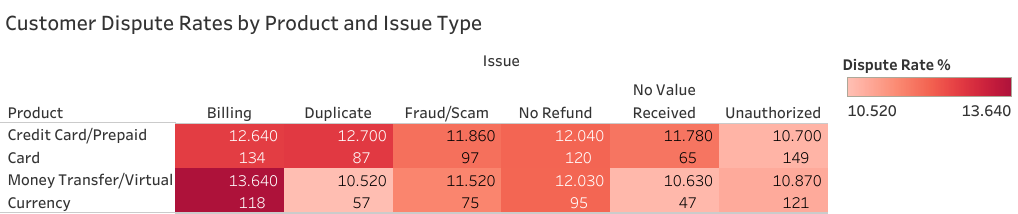 Customer Dispute Rates by Product and Issue Type
Issue
Dispute Rate %
10.520 13.640
No Value
Product Billing Duplicate Fraud/Scam No Refund Received Unauthorized
Credit Card/Prepaid 12.640 12.700 11.860 12.040 11.780 10.700
Card 134 87 97 120 65 149
Money Transfer/Virtual 13.640 10.520 11.520 12.030 10.630 10.870
Currency 118 57 75 95 47 121